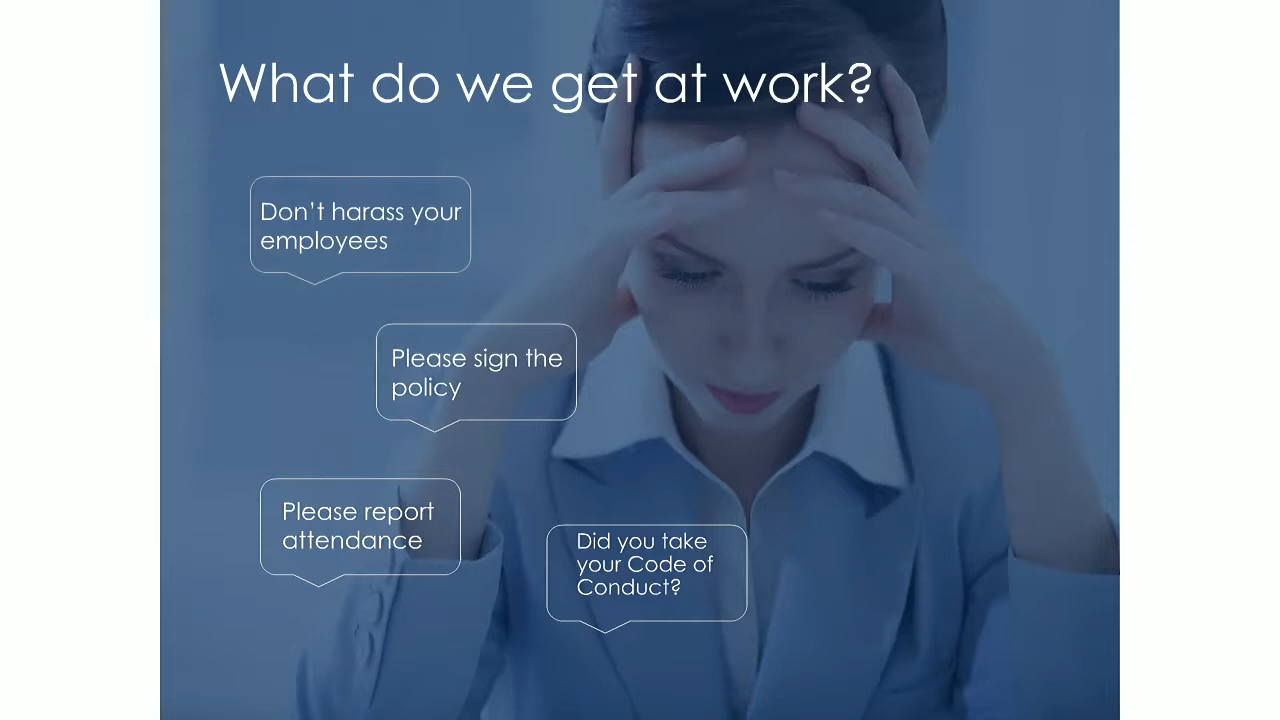 What do we get at work?
Don’t harass your
employees
Please sign the
policy
Please report
attendance
Did you take
your Code of
Conduct?